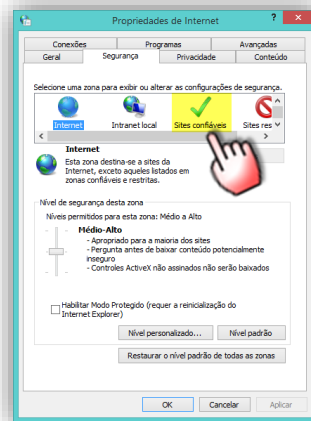 Propriedades de Internet
?
Conexões Programas Avançadas
Geral Segurança Privacidade Conteúdo
Selecione uma zona para exibir ou alterar as configurações de segurança.
Internet Intranet local Sites confiáveis Sites res
Internet
Esta zona destina-se a sites da
Internet, exceto aqueles listados em
zonas confiáveis e restritas.
Nível de segurança desta zona
Níveis permitidos para esta zona: Médio a Alto
Médio-Alto
- Apropriado para a maioria dos sites
- Pergunta antes de baixar conteúdo potencialmente
inseguro
- Controles ActiveX não assinados não serão baixados
Habilitar Modo Protegido (requer a reinicialização do
Internet Explorer)
Nível personalizado... Nível padrão
Restaurar o nível padrão de todas as zonas
OK Cancelar Aplicar